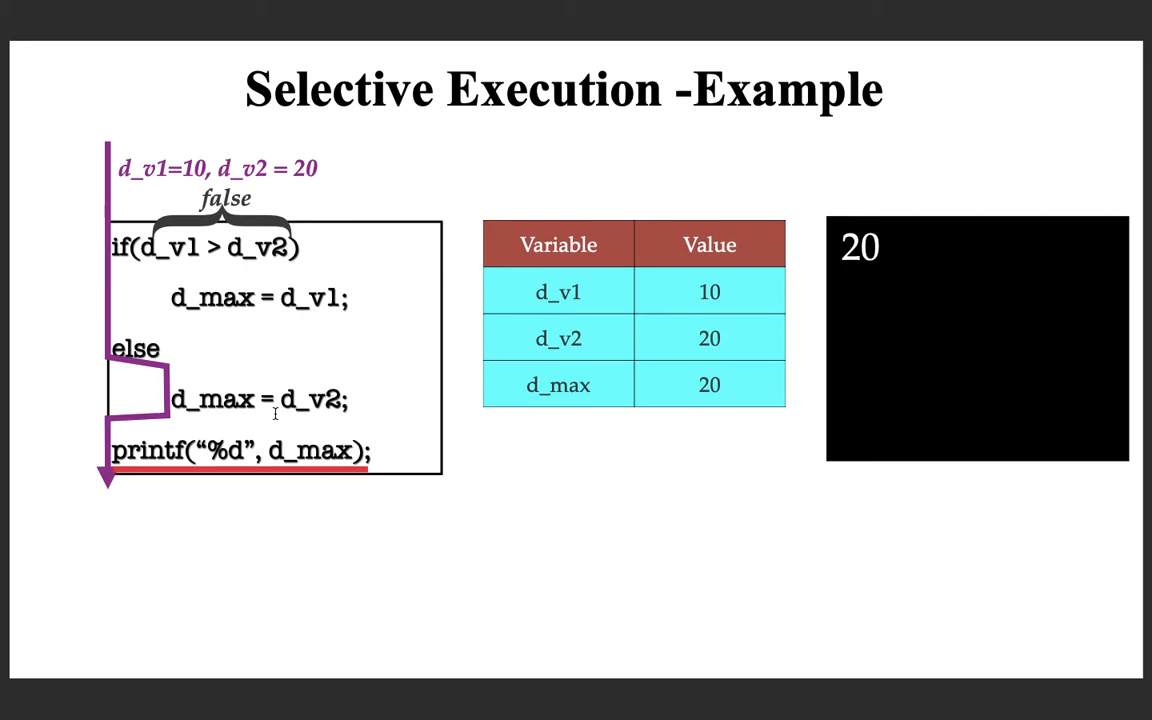 Selective Execution -Example
d_v1=10, d_v2 = 20
false
if(d_v1 > d_v2)
d_max = d_v1;
else
d_max = d_v2;
printf(“%d”, d_max);
Variable Value
d_v1 10
d_v2 20
d_max 20
20